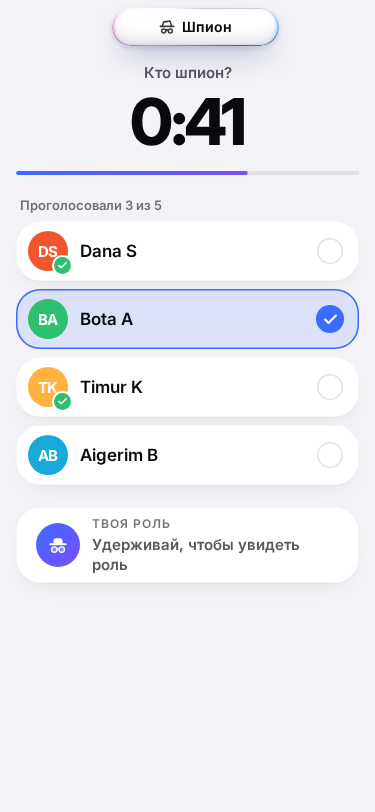 Шпион
Кто шпион?
0:41
Проголосовали 3 из 5
DS
Dana S
BA
Bota A
TK
Timur K
AB
Aigerim B
ТВОЯ РОЛЬ
Удерживай, чтобы увидеть
роль